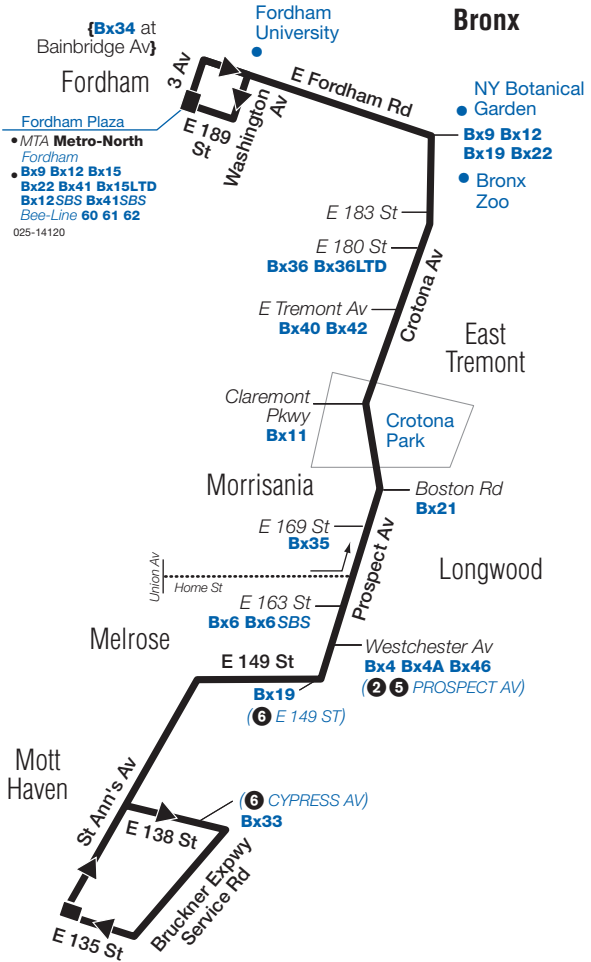 {Bx34 at
Bainbridge Av}
Fordham
University
Bronx
Fordham
3 Av
E Fordham Rd
Washington
Av
E 189
St
NY Botanical
Garden
Bx9 Bx12
Bx19 Bx22
Bronx
Zoo
Fordham Plaza
MTA Metro-North
Fordham
Bx9 Bx12 Bx15
Bx22 Bx41 Bx15LTD
Bx12SBS Bx41SBS
Bee-Line 60 61 62
025-14120
E 183 St
E 180 St
Bx36 Bx36LTD
Crotona Av
E Tremont Av
Bx40 Bx42
East
Tremont
Claremont
Pkwy
Bx11
Crotona
Park
Morrisania
Boston Rd
Bx21
E 169 St
Bx35
Prospect Av
Longwood
Union Av
Home St
E 163 St
Bx6 Bx6SBS
Melrose
Westchester Av
Bx4 Bx4A Bx46
(2 5 PROSPECT AV)
E 149 St
Bx19
(6 E 149 ST)
Mott
Haven
St Ann's Av
(6 CYPRESS AV)
Bx33
E 138 St
Bruckner Expwy
Service Rd
E 135 St